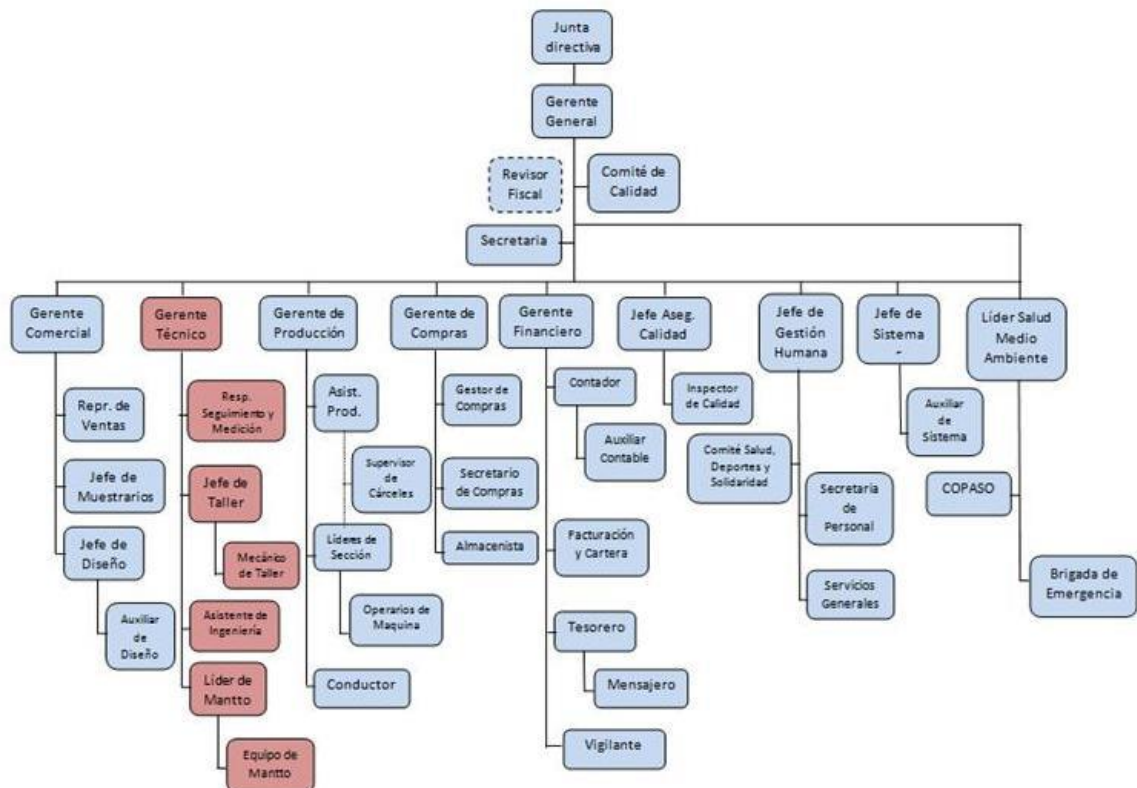 Junta
directiva
Gerente
General
Revisor
Fiscal
Comité de
Calidad
Secretaria
Gerente
Comercial
Gerente
Técnico
Gerente de
Producción
Gerente de
Compras
Gerente
Financiero
Jefe Aseg.
Calidad
Jefe de
Gestión
Humana
Jefe de
Sistema
-
Líder Salud
Medio
Ambiente
Repr. de
Ventas
Jefe de
Muestrarios
Jefe de
Diseño
Auxiliar
de
Diseño
Resp.
Seguimiento y
Medición
Jefe de
Taller
Mecánico
de Taller
Asistente de
Ingeniería
Líder de
Mantto
Equipo de
Mantto
Asist.
Prod.
Supervisor
de
Cárceles
Líderes de
Sección
Operarios de
Maquina
Conductor
Gestor de
Compras
Secretario
de Compras
Almacenista
Contador
Auxiliar
Contable
Facturación
y Cartera
Tesorero
Mensajero
Vigilante
Inspector
de Calidad
Comité Salud,
Deportes y
Solidaridad
Secretaria
de
Personal
Servicios
Generales
Auxiliar
de
Sistema
COPASO
Brigada de
Emergencia